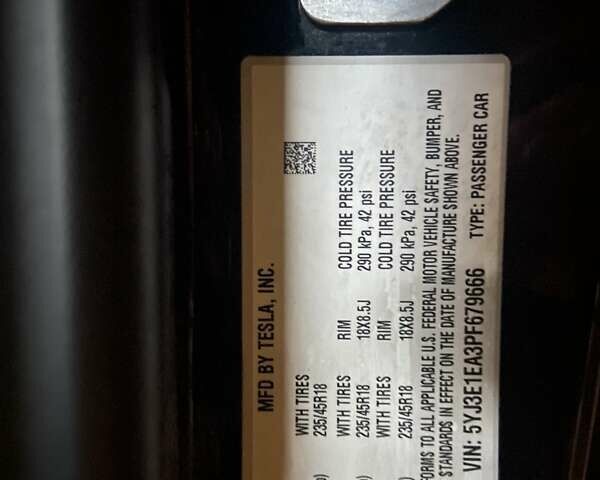 MFD BY TESLA, INC.
WITH TIRES
235/45R18
WITH TIRES RIM COLD TIRE PRESSURE
235/45R18 18X8.5J 290 kPa, 42 psi
WITH TIRES RIM COLD TIRE PRESSURE
235/45R18 18X8.5J 290 kPa, 42 psi
FORMS TO ALL APPLICABLE U.S. FEDERAL MOTOR VEHICLE SAFETY, BUMPER, AND
STANDARDS IN EFFECT ON THE DATE OF MANUFACTURE SHOWN ABOVE.
VIN: 5YJ3E1EA3PF679666 TYPE: PASSENGER CAR